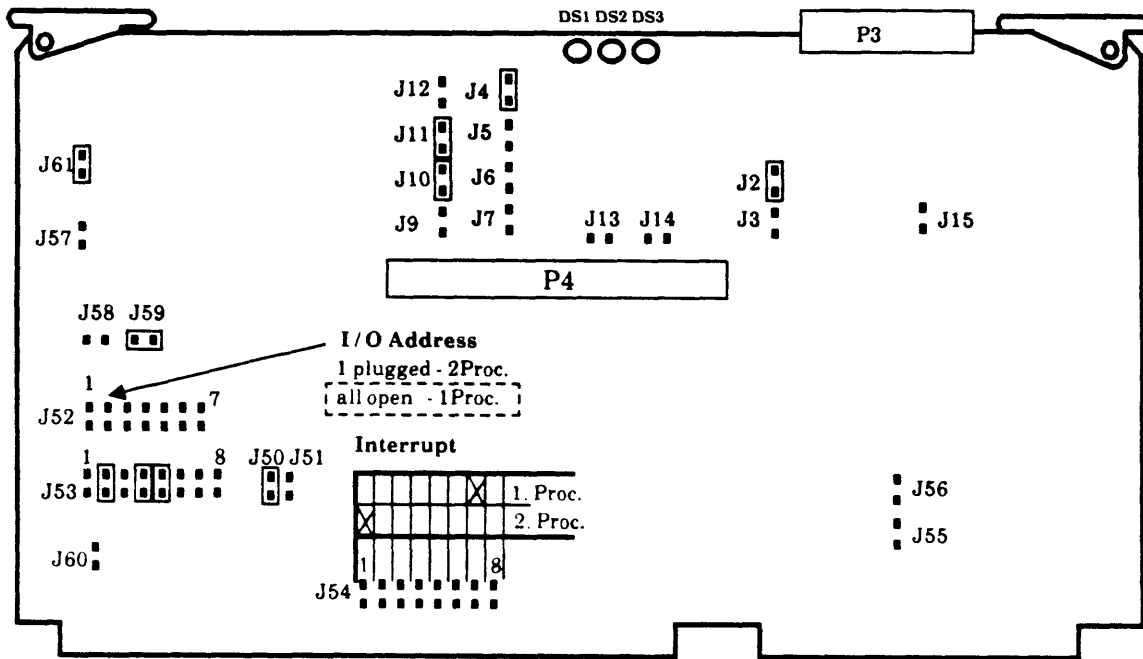 DS1 DS2 DS3
P3
J12
J4
J11
J5
J61
J10
J6
J2
J9
J7
J13
J14
J3
J15
J57
P4
J58
J59
I / O Address
1 plugged - 2Proc.
all open - 1Proc.
1
7
J52
Interrupt
1
8
J50
J51
J53
1. Proc.
2. Proc.
J56
J55
J60
1
8
J54